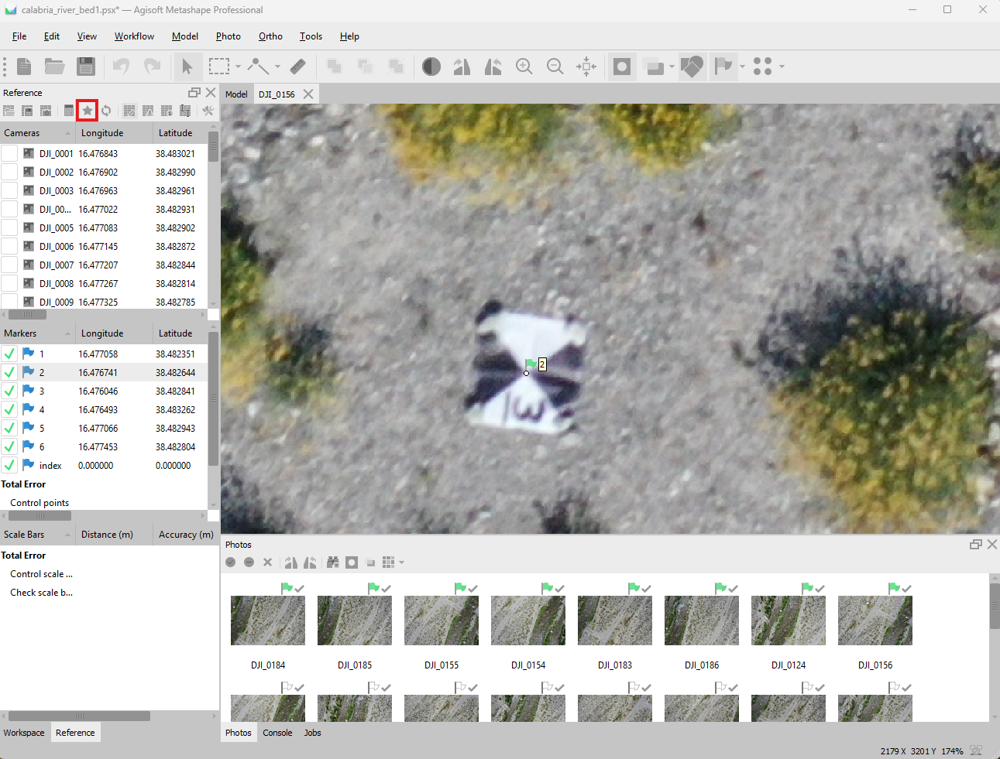 calabria_river_bed1.psx* — Agisoft Metashape Professional
File Edit View Workflow Model Photo Ortho Tools Help
Reference
Model DJI_0156
Cameras Longitude Latitude
DJI_0001 16.476843 38.483021
DJI_0002 16.476902 38.482990
DJI_0003 16.476963 38.482961
DJI_00... 16.477022 38.482931
DJI_0005 16.477083 38.482902
DJI_0006 16.477145 38.482872
DJI_0007 16.477207 38.482844
DJI_0008 16.477267 38.482814
DJI_0009 16.477325 38.482785
Markers Longitude Latitude
1 16.477058 38.482351
2 16.476741 38.482644
3 16.476046 38.482841
4 16.476493 38.483262
5 16.477066 38.482943
6 16.477453 38.482804
index 0.000000 0.000000
Total Error
Control points
Scale Bars Distance (m) Accuracy (m)
Total Error
Control scale ...
Check scale b...
Workspace Reference
2
3
Photos
DJI_0184 DJI_0185 DJI_0155 DJI_0154 DJI_0183 DJI_0186 DJI_0124 DJI_0156
Photos Console Jobs
2179 X 3201 Y 174%